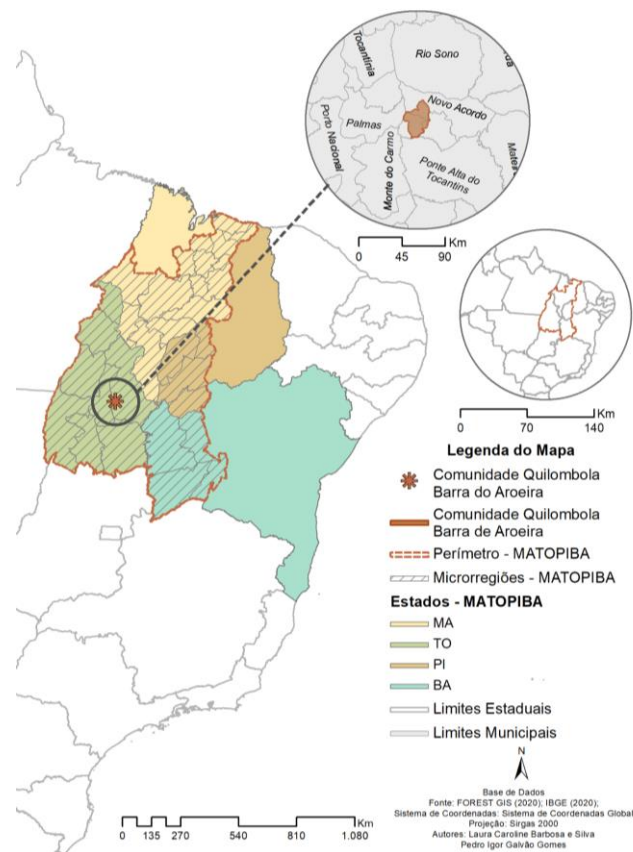 Tocantínia
Rio Sono
Novo Acordo
Palmas
Porto Nacional
Monte do Carmo
Ponte Alta do
Tocantins
Km
0 45 90
Km
0 70 140
Legenda do Mapa
Comunidade Quilombola
Barra do Aroeira
Comunidade Quilombola
Barra de Aroeira
Perímetro - MATOPIBA
Microrregiões - MATOPIBA
Estados - MATOPIBA
MA
TO
PI
BA
Limites Estaduais
Limites Municipais
N
Base de Dados
Fonte: FOREST GIS (2020); IBGE (2020);
Sistema de Coordenadas: Sistema de Coordenadas Global
Projeção: Sirgas 2000
Autores: Laura Caroline Barbosa e Silva
Pedro Igor Galvão Gomes
Km
0 135 270 540 810 1.080